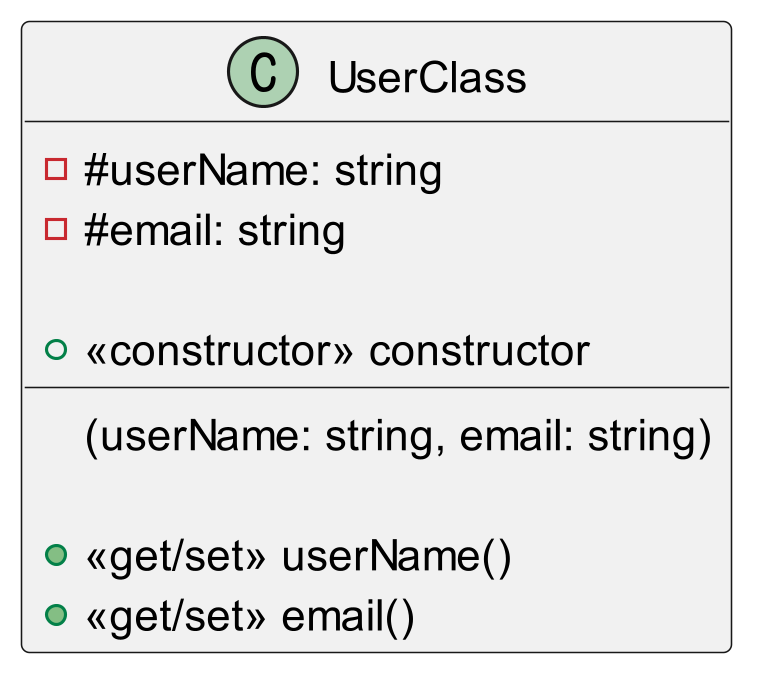 C UserClass
#userName: string
#email: string
«constructor» constructor
(userName: string, email: string)
«get/set» userName()
«get/set» email()